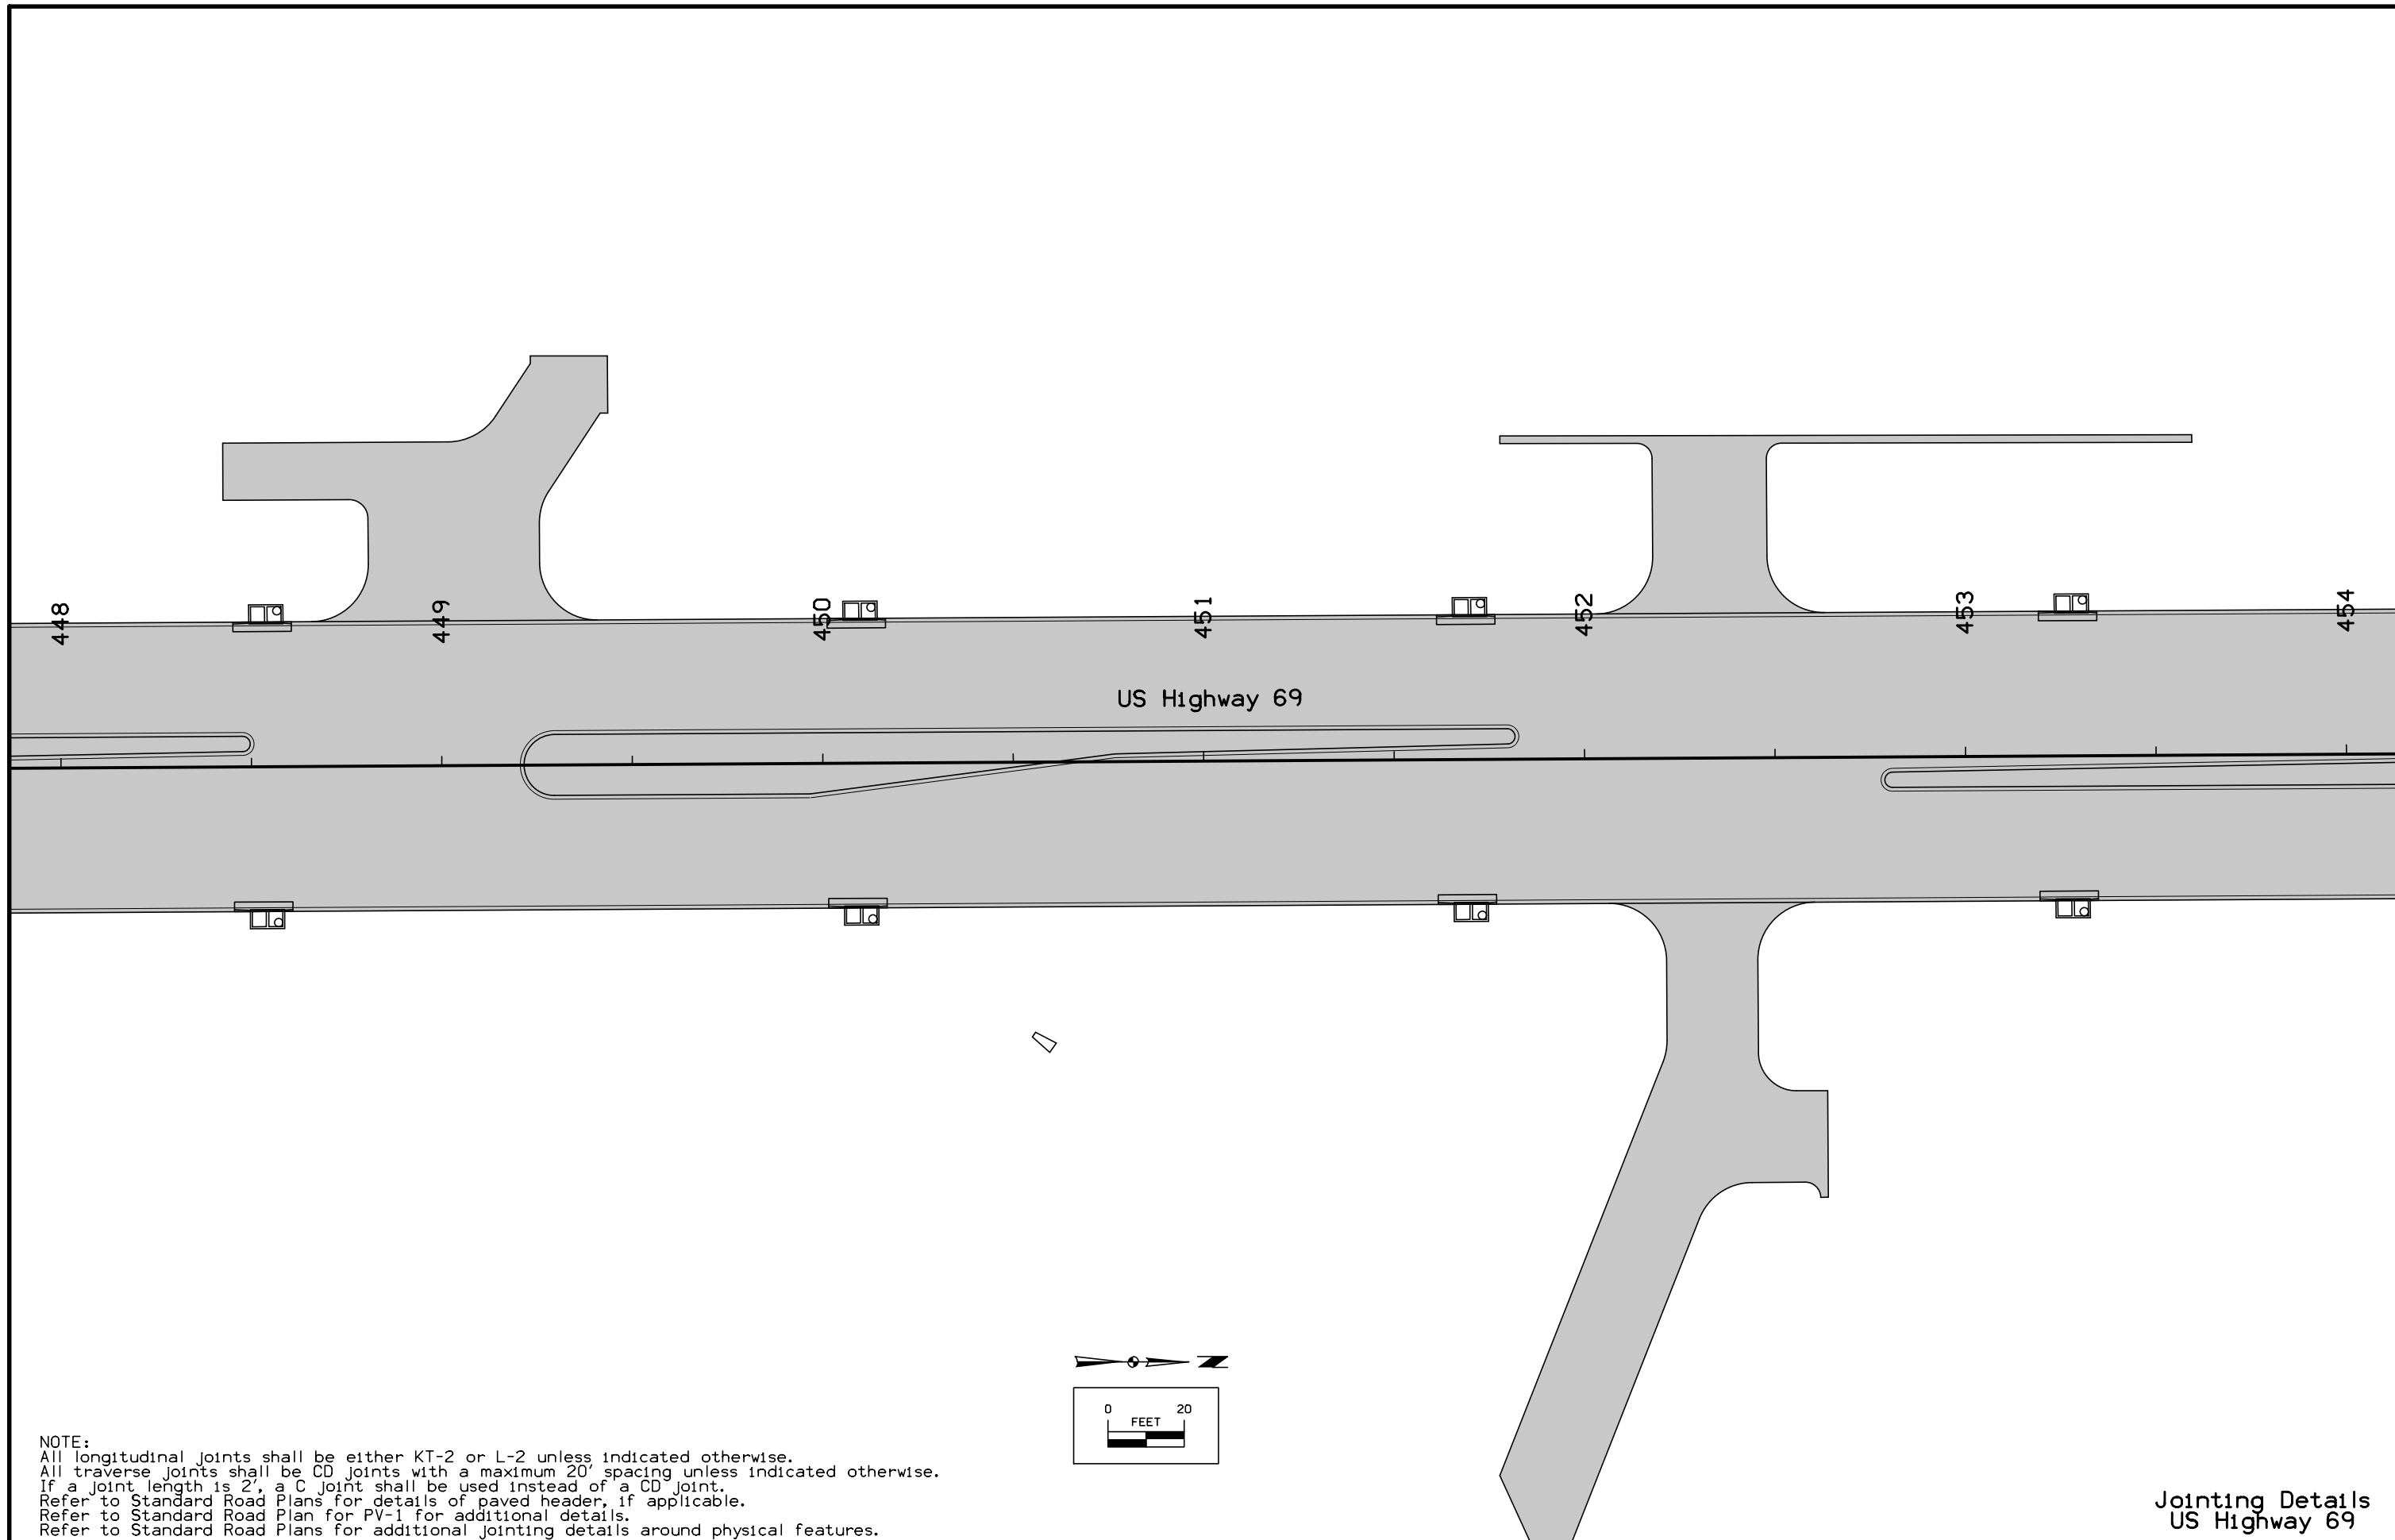 448
449
450
451
452
453
454
US Highway 69
N
0 20
FEET
NOTE:
All longitudinal joints shall be either KT-2 or L-2 unless indicated otherwise.
All traverse joints shall be CD joints with a maximum 20' spacing unless indicated otherwise.
If a joint length is 2', a C joint shall be used instead of a CD joint.
Refer to Standard Road Plans for details of paved header, if applicable.
Refer to Standard Road Plan for PV-1 for additional details.
Refer to Standard Road Plans for additional jointing details around physical features.
Jointing Details
US Highway 69